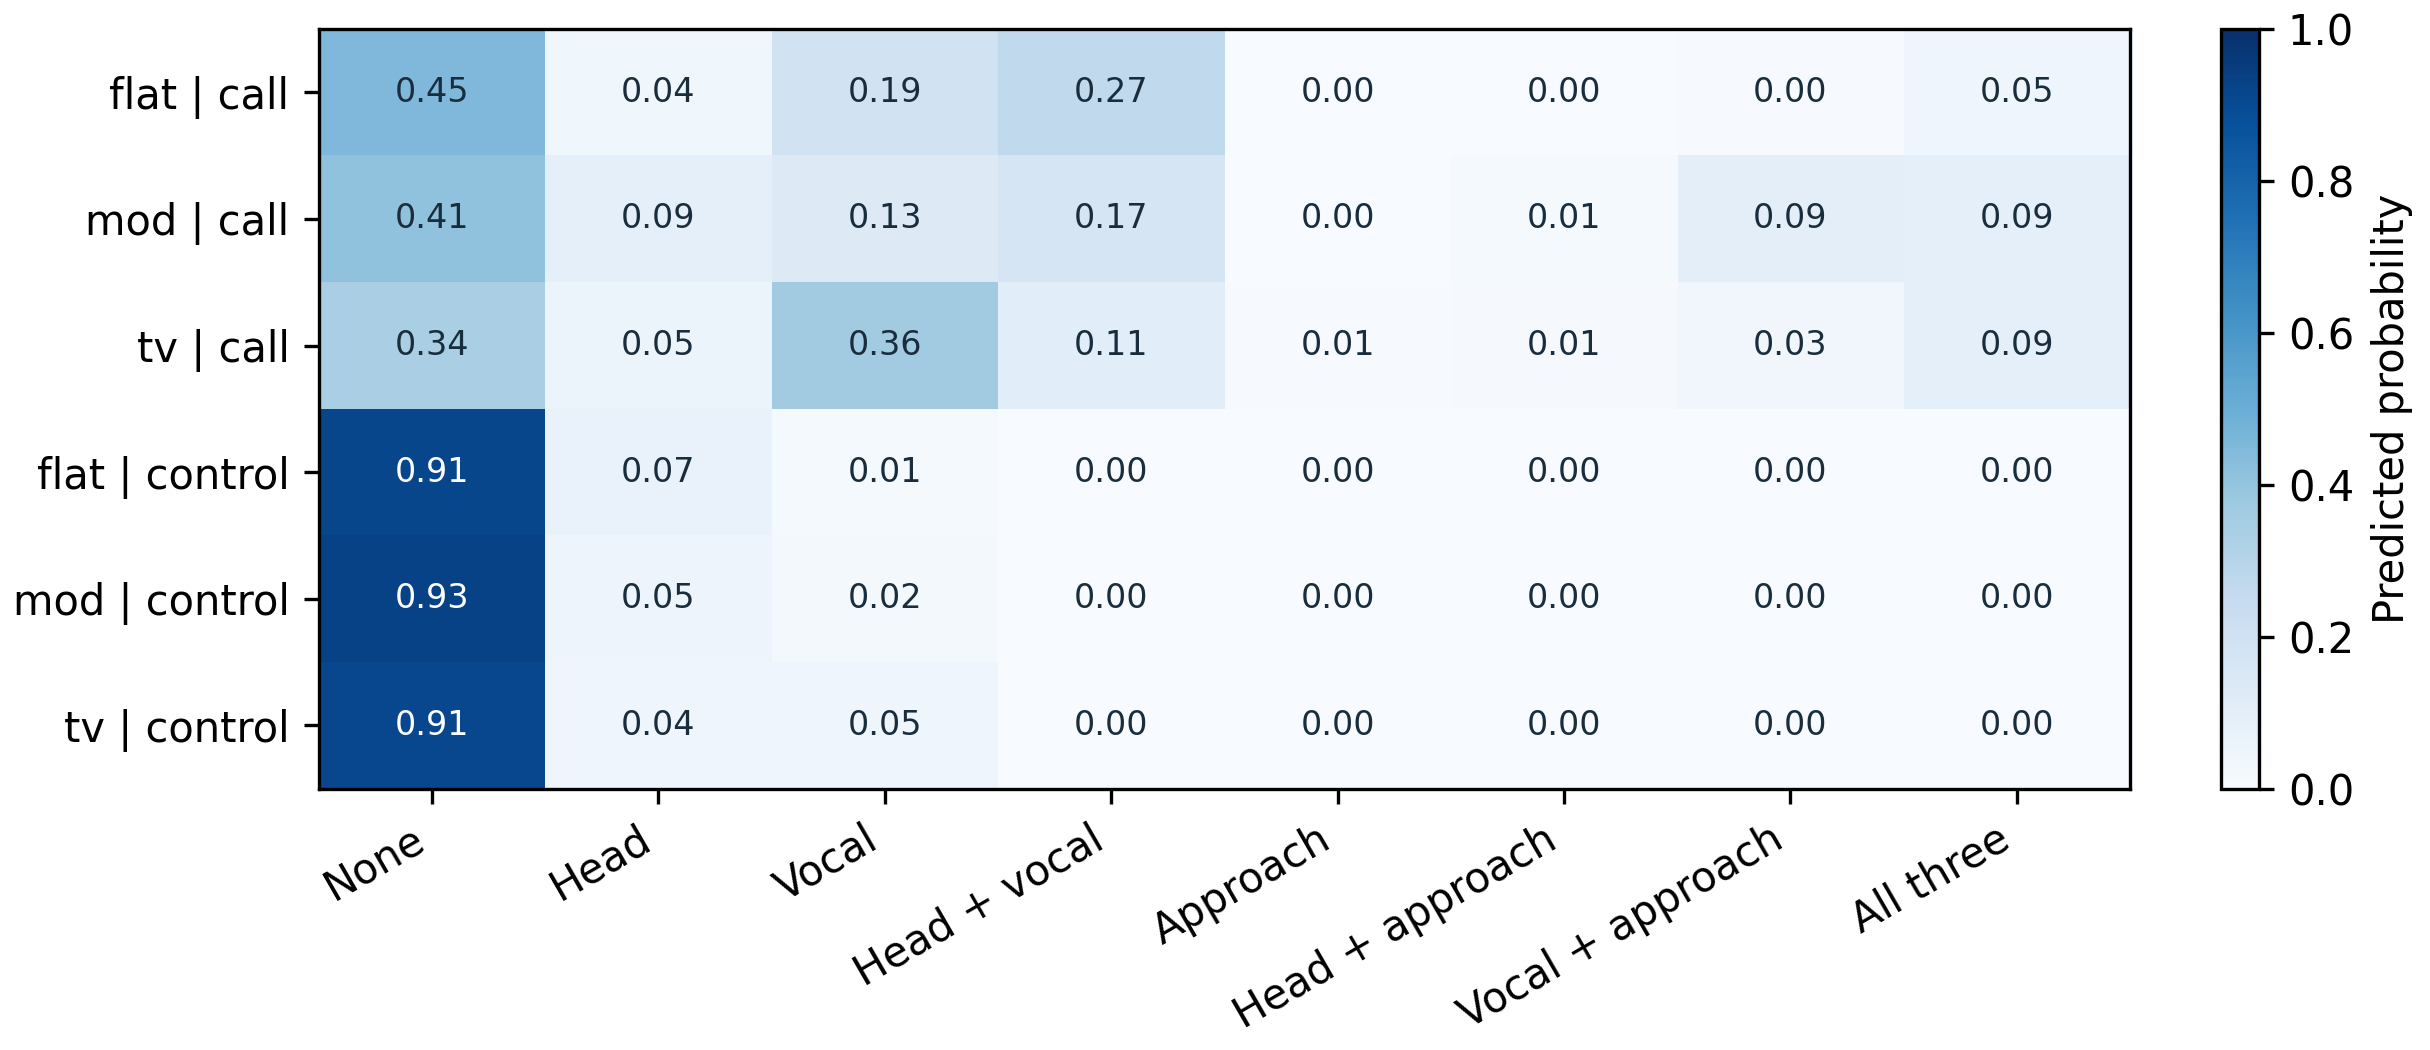 flat | call 0.45 0.04 0.19 0.27 0.00 0.00 0.00 0.05
mod | call 0.41 0.09 0.13 0.17 0.00 0.01 0.09 0.09
tv | call 0.34 0.05 0.36 0.11 0.01 0.01 0.03 0.09
flat | control 0.91 0.07 0.01 0.00 0.00 0.00 0.00 0.00
mod | control 0.93 0.05 0.02 0.00 0.00 0.00 0.00 0.00
tv | control 0.91 0.04 0.05 0.00 0.00 0.00 0.00 0.00
None
Head
Vocal
Head + vocal
Approach
Head + approach
Vocal + approach
All three
1.0
0.8
0.6
0.4
0.2
0.0
Predicted probability